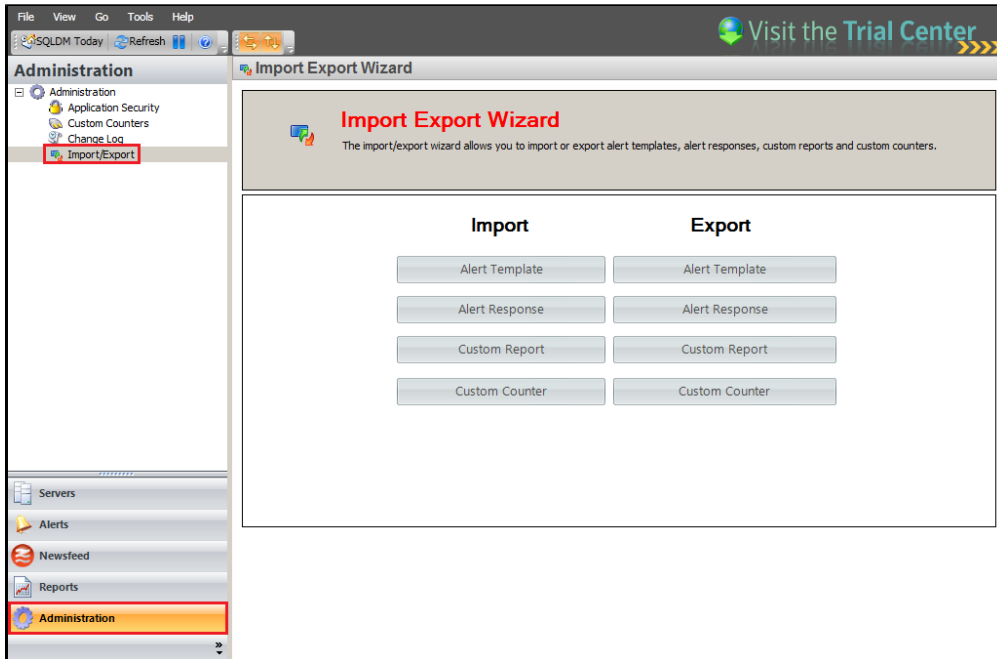 File View Go Tools Help
SQLDM Today Refresh
Visit the Trial Center
Administration
Administration
Application Security
Custom Counters
Change Log
Import/Export
Import Export Wizard
Import Export Wizard
The import/export wizard allows you to import or export alert templates, alert responses, custom reports and custom counters.
Import Export
Alert Template Alert Template
Alert Response Alert Response
Custom Report Custom Report
Custom Counter Custom Counter
Servers
Alerts
Newsfeed
Reports
Administration